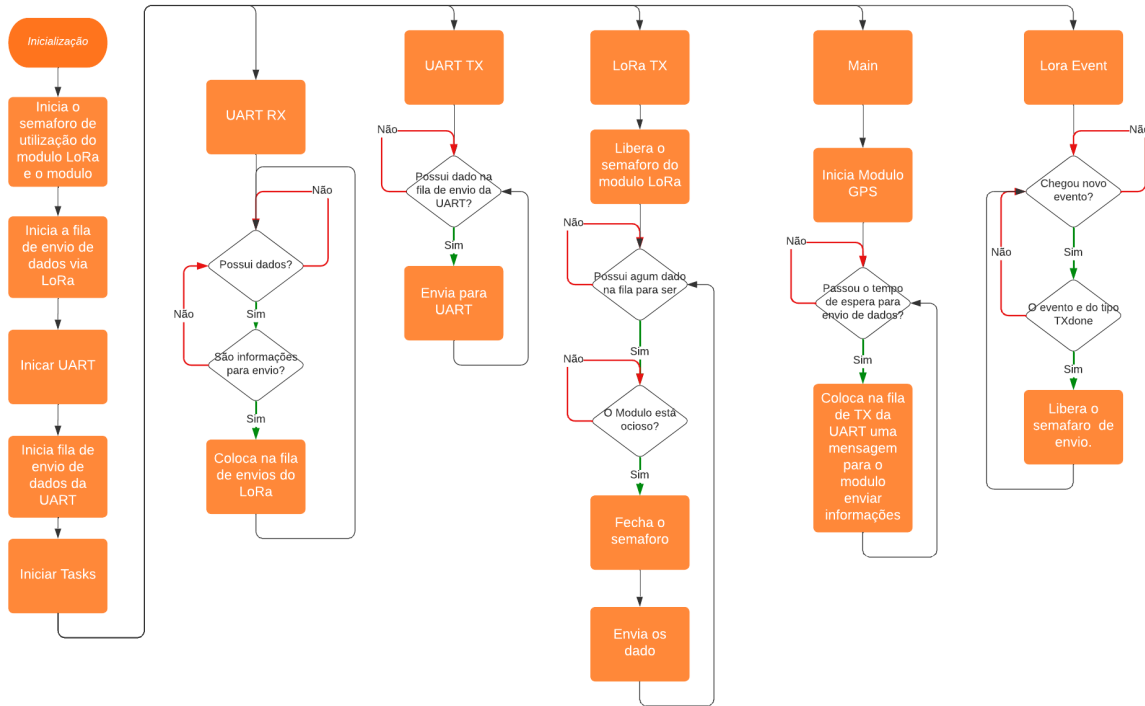 Inicialização
Inicia o
semaforo de
utilização do
modulo LoRa
e o modulo
Inicia a fila
de envio de
dados via
LoRa
Inicar UART
Inicia fila de
envio de
dados da
UART
Iniciar Tasks
UART RX
Não
Possui dados?
Não
Sim
São informações
para envio?
Sim
Coloca na fila
de envios do
LoRa
UART TX
Não
Possui dado na
fila de envio da
UART?
Sim
Envia para
UART
LoRa TX
Libera o
semaforo do
modulo LoRa
Não
Possui agum dado
na fila para ser
Sim
Não
O Modulo está
ocioso?
Sim
Fecha o
semaforo
Envia os
dado
Main
Inicia Modulo
GPS
Não
Passou o tempo
de espera para
envio de dados?
Sim
Coloca na fila
de TX da
UART uma
mensagem
para o
modulo
enviar
informações
Lora Event
Não
Chegou novo
evento?
Não
Sim
O evento e do tipo
TXdone
Sim
Libera o
semafaro de
envio.